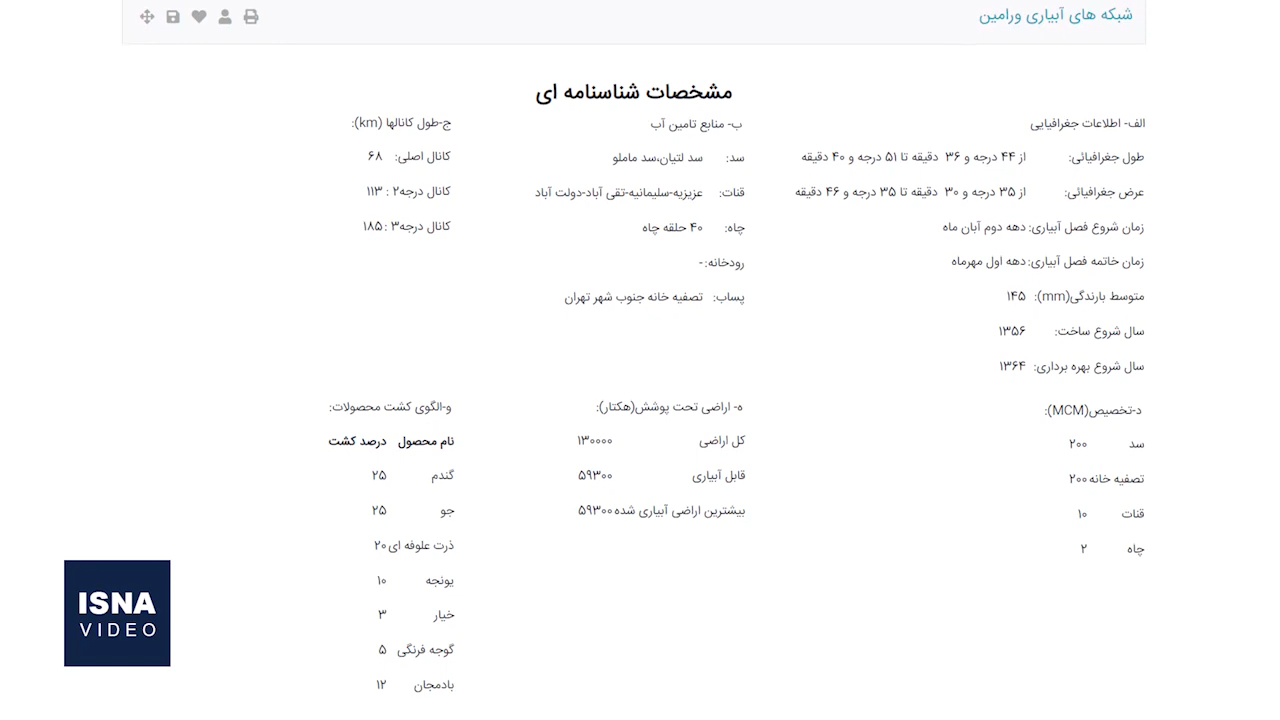 شبکه های آبیاری ورامین
مشخصات شناسنامه ای
الف- اطلاعات جغرافیایی
طول جغرافیائی: از ۴۴ درجه و ۳۶ دقیقه تا ۵۱ درجه و ۴۰ دقیقه
عرض جغرافیائی: از ۳۵ درجه و ۳۰ دقیقه تا ۳۵ درجه و ۴۶ دقیقه
زمان شروع فصل آبیاری: دهه دوم آبان ماه
زمان خاتمه فصل آبیاری: دهه اول مهرماه
متوسط بارندگی(mm): ۱۴۵
سال شروع ساخت: ۱۳۵۶
سال شروع بهره برداری: ۱۳۶۴
ب- منابع تامین آب
سد: سد لتیان،سد ماملو
قنات: عزیزیه-سلیمانیه-تقی آباد-دولت آباد
چاه: ۴۰ حلقه چاه
رودخانه: -
پساب: تصفیه خانه جنوب شهر تهران
ج-طول کانالها (km):
کانال اصلی: ۶۸
کانال درجه۲ : ۱۱۳
کانال درجه۳ : ۱۸۵
د-تخصیص(MCM):
سد ۲۰۰
تصفیه خانه ۲۰۰
قنات ۱۰
چاه ۲
ه- اراضی تحت پوشش(هکتار):
کل اراضی ۱۳۰۰۰۰
قابل آبیاری ۵۹۳۰۰
بیشترین اراضی آبیاری شده ۵۹۳۰۰
و-الگوی کشت محصولات:
نام محصول درصد کشت
گندم ۲۵
جو ۲۵
ذرت علوفه ای ۲۰
یونجه ۱۰
خیار ۳
گوجه فرنگی ۵
بادمجان ۱۲
ISNA
VIDEO